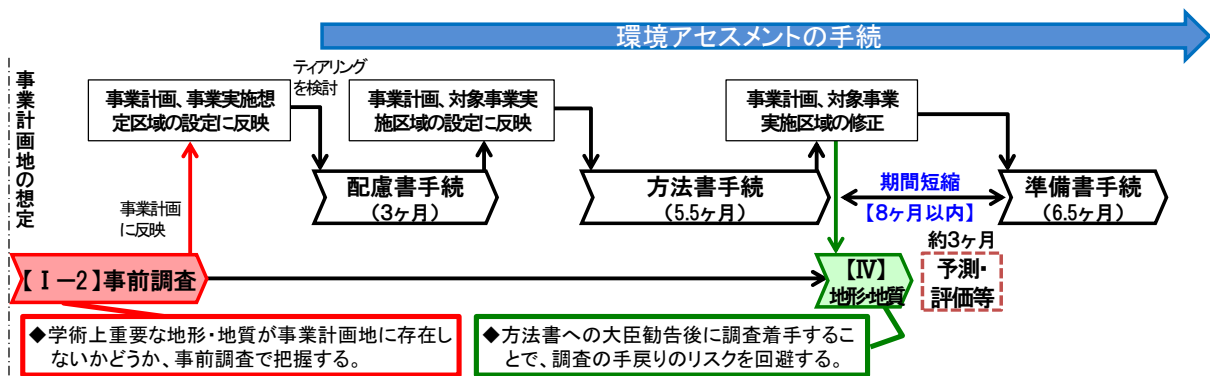 環境アセスメントの手続
事業計画地の想定
ティアリング
を検討
事業計画、事業実施想
定区域の設定に反映
事業計画、対象事業実
施区域の設定に反映
事業計画、対象事業
実施区域の修正
配慮書手続
（3ヶ月）
方法書手続
（5.5ヶ月）
期間短縮
【8ヶ月以内】
準備書手続
（6.5ヶ月）
事業計画
に反映
約3ヶ月
【Ⅰ－2】事前調査
【Ⅳ】
地形・地質
予測・
評価等
◆学術上重要な地形・地質が事業計画地に存在し
ないかどうか、事前調査で把握する。
◆方法書への大臣勧告後に調査着手するこ
とで、調査の手戻りのリスクを回避する。